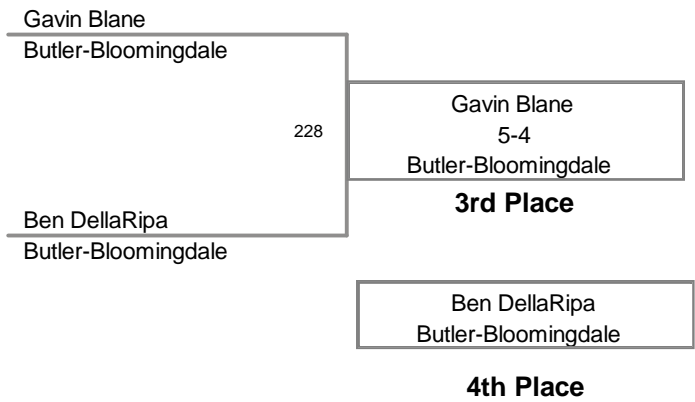 Gavin Blane
Butler-Bloomingdale
228
Gavin Blane
5-4
Butler-Bloomingdale
3rd Place
Ben DellaRipa
Butler-Bloomingdale
Ben DellaRipa
Butler-Bloomingdale
4th Place